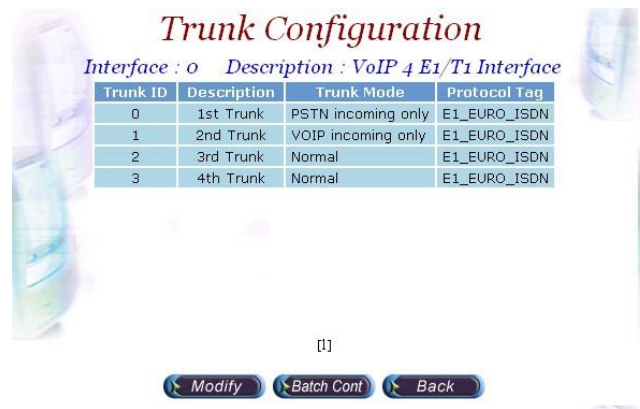 Trunk Configuration
Interface : 0 Description : VoIP 4 E1/T1 Interface
Trunk ID Description Trunk Mode Protocol Tag
0 1st Trunk PSTN incoming only E1_EURO_ISDN
1 2nd Trunk VOIP incoming only E1_EURO_ISDN
2 3rd Trunk Normal E1_EURO_ISDN
3 4th Trunk Normal E1_EURO_ISDN
[1]
Modify Batch Cont Back